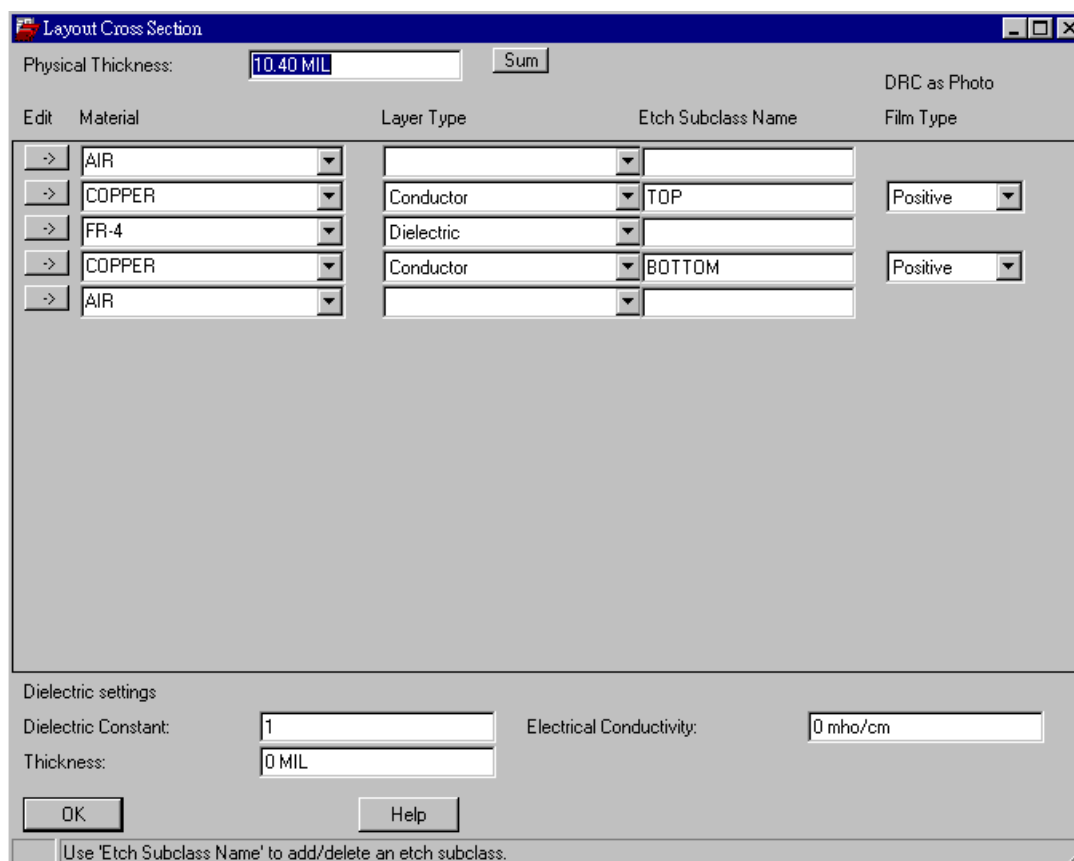 Layout Cross Section
Physical Thickness: 10.40 MIL Sum
DRC as Photo
Edit Material Layer Type Etch Subclass Name Film Type
-> AIR
-> COPPER Conductor TOP Positive
-> FR-4 Dielectric
-> COPPER Conductor BOTTOM Positive
-> AIR
Dielectric settings
Dielectric Constant: 1 Electrical Conductivity: 0 mho/cm
Thickness: 0 MIL
OK Help
Use 'Etch Subclass Name' to add/delete an etch subclass.